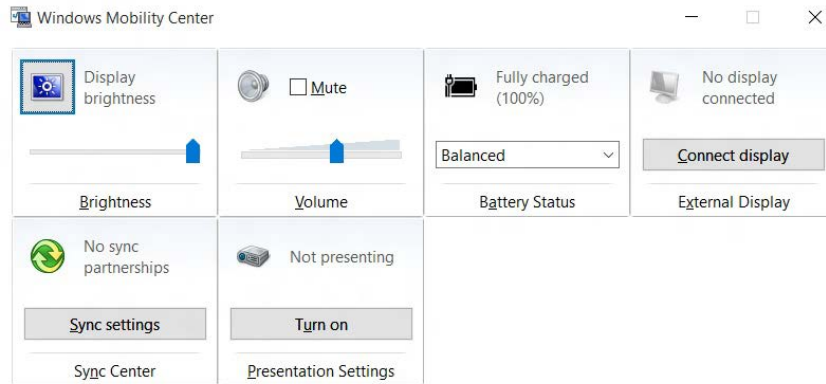 Windows Mobility Center
Display
brightness
Brightness
Mute
Volume
Fully charged
(100%)
Balanced
Battery Status
No display
connected
Connect display
External Display
No sync
partnerships
Sync settings
Sync Center
Not presenting
Turn on
Presentation Settings